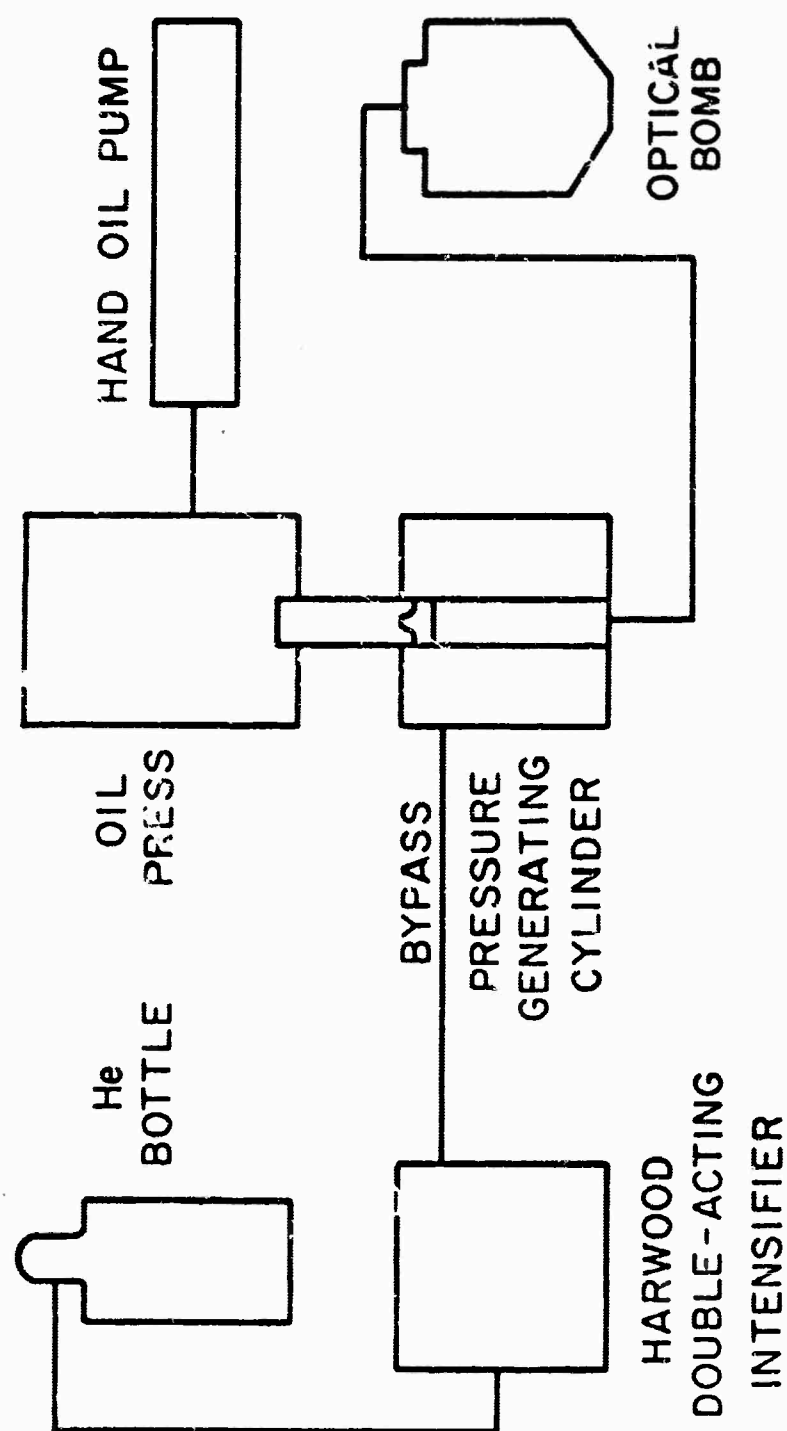 He
BOTTLE
OIL
PRESS
HAND OIL PUMP
HARWOOD
DOUBLE-ACTING
INTENSIFIER
BYPASS
PRESSURE
GENERATING
CYLINDER
OPTICAL
BOMB